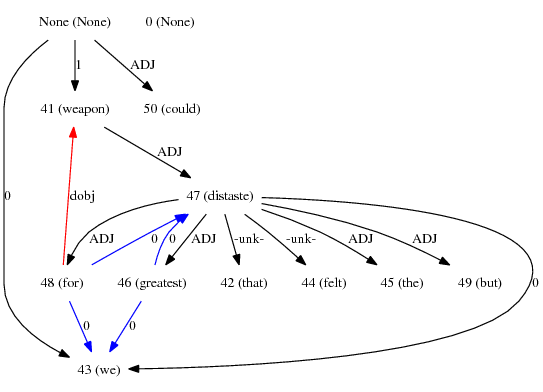 None (None) 0 (None)
1 ADJ
41 (weapon) 50 (could)
ADJ
0 dobj 47 (distaste)
ADJ 0 0 ADJ -unk- -unk- ADJ ADJ
48 (for) 46 (greatest) 42 (that) 44 (felt) 45 (the) 49 (but) 0
0 0
43 (we)